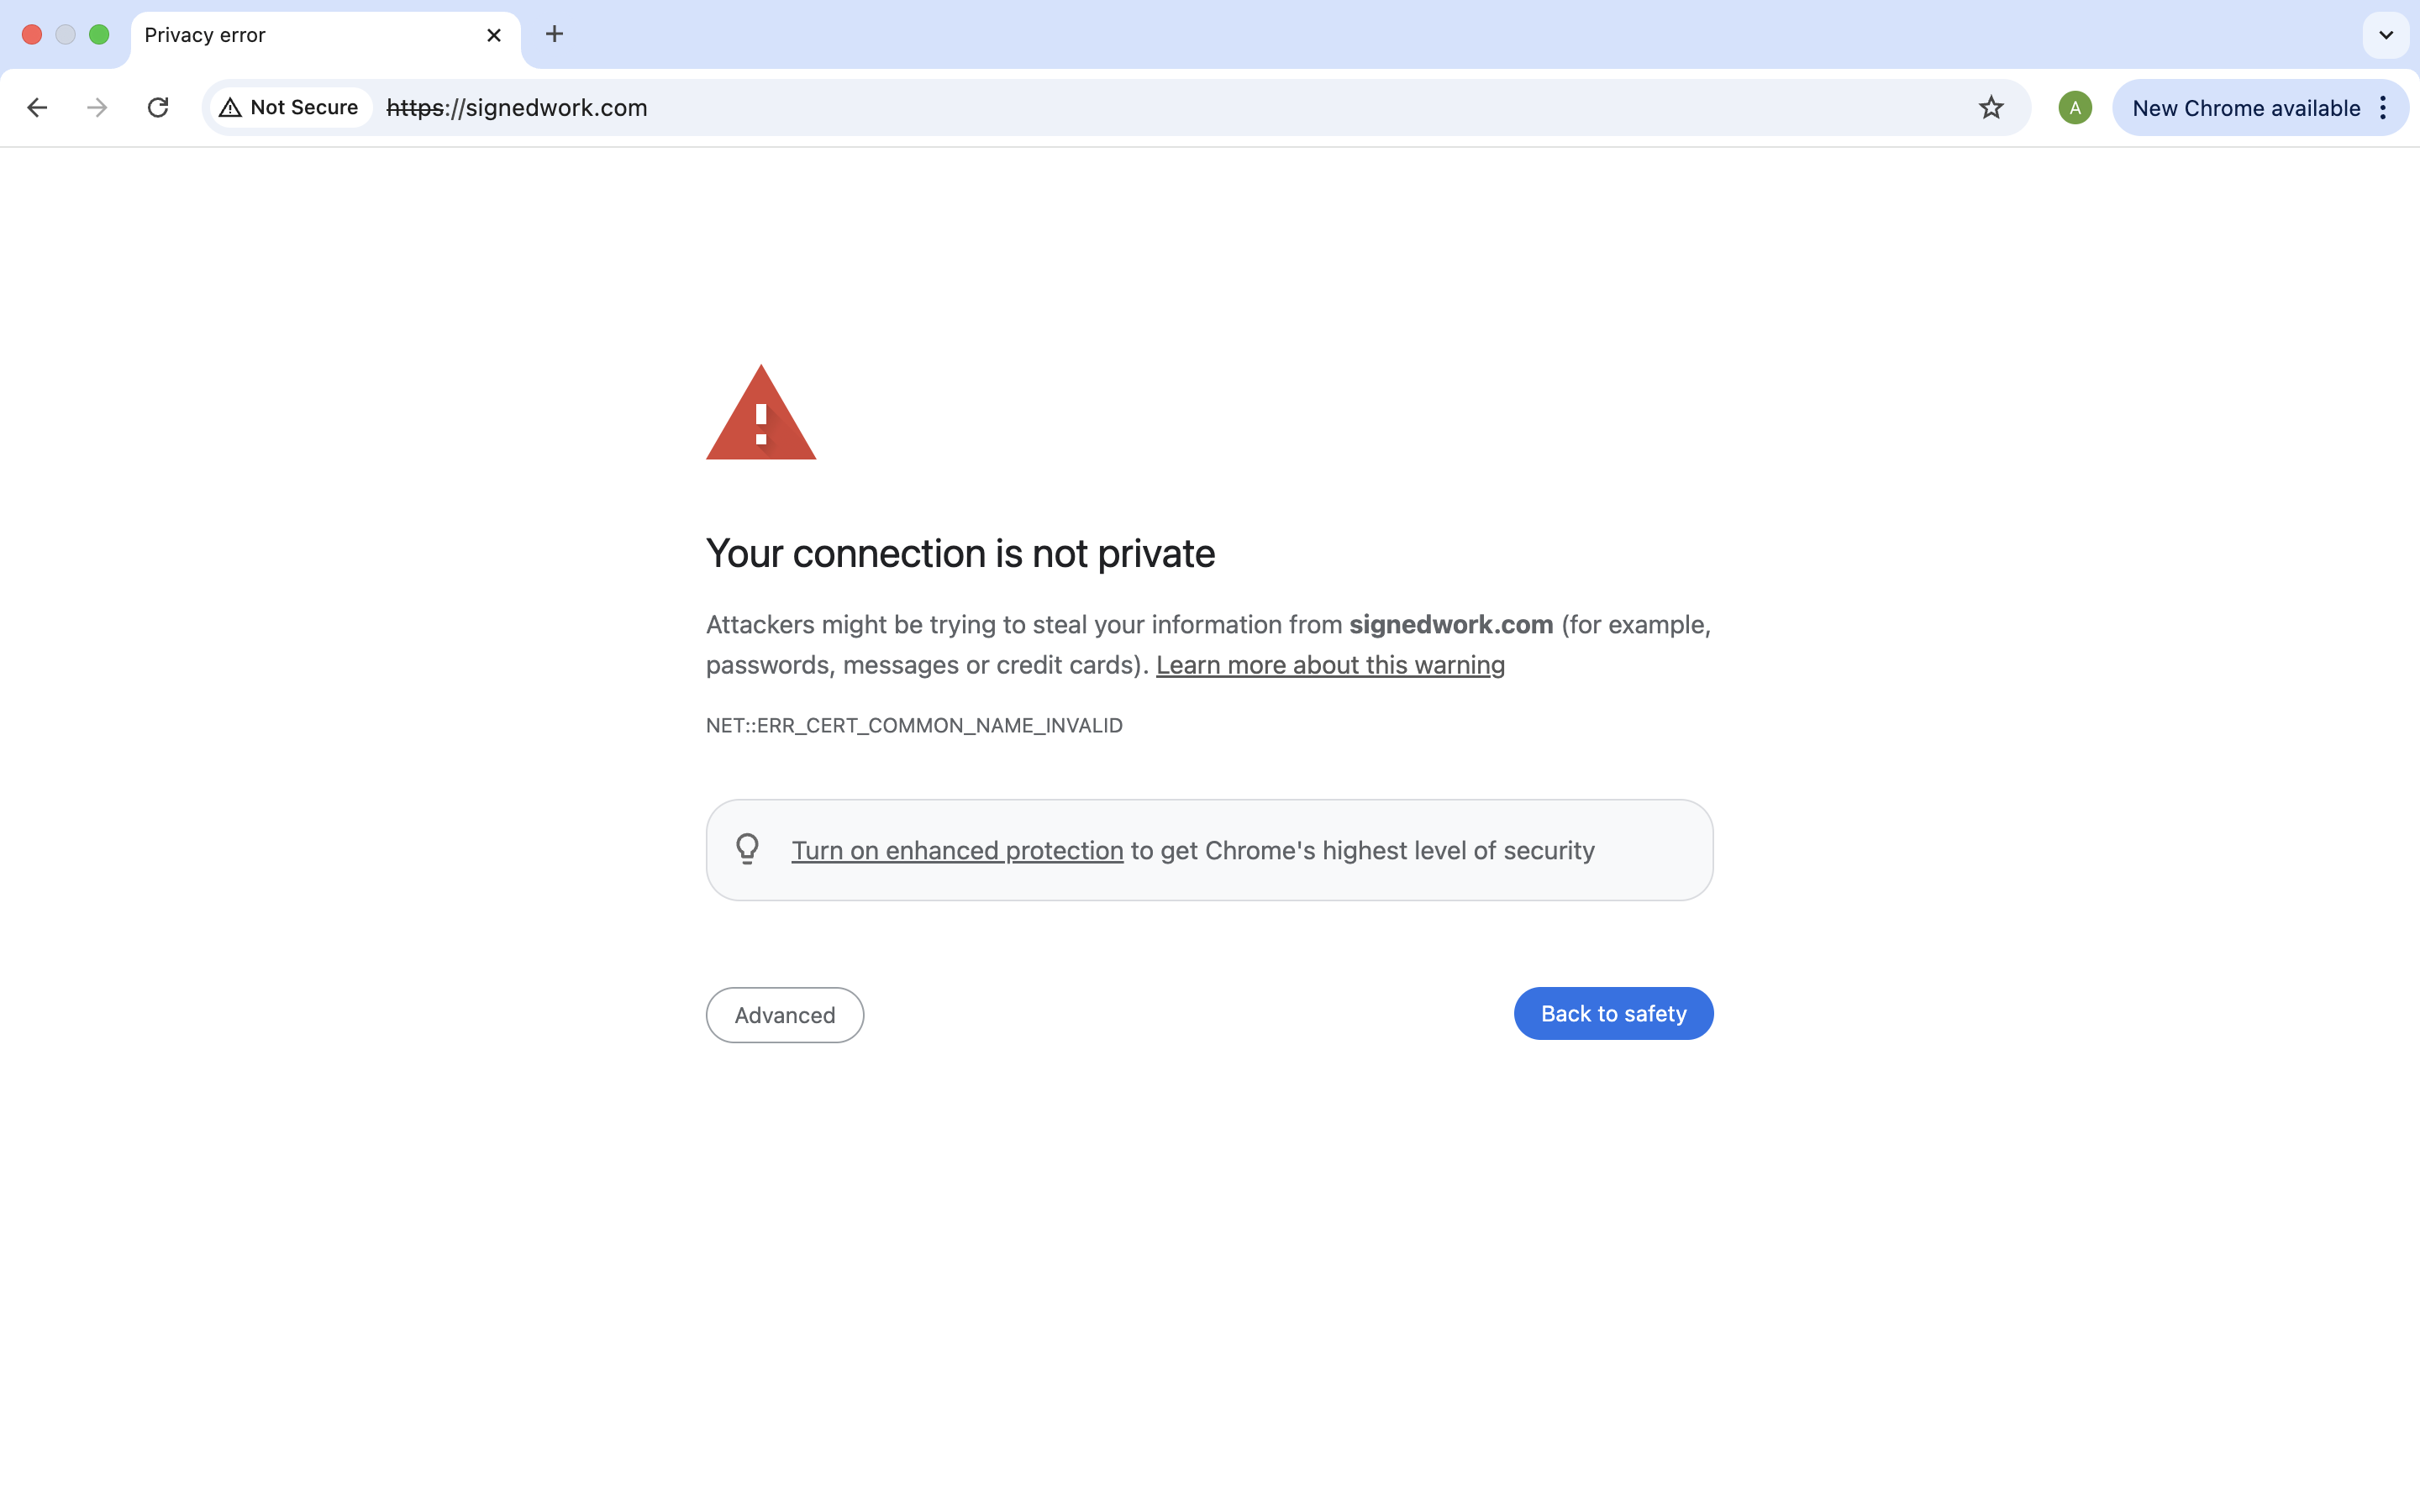 Privacy error
Not Secure https://signedwork.com A New Chrome available
Your connection is not private
Attackers might be trying to steal your information from signedwork.com (for example,
passwords, messages or credit cards). Learn more about this warning
NET::ERR_CERT_COMMON_NAME_INVALID
Turn on enhanced protection to get Chrome's highest level of security
Advanced Back to safety